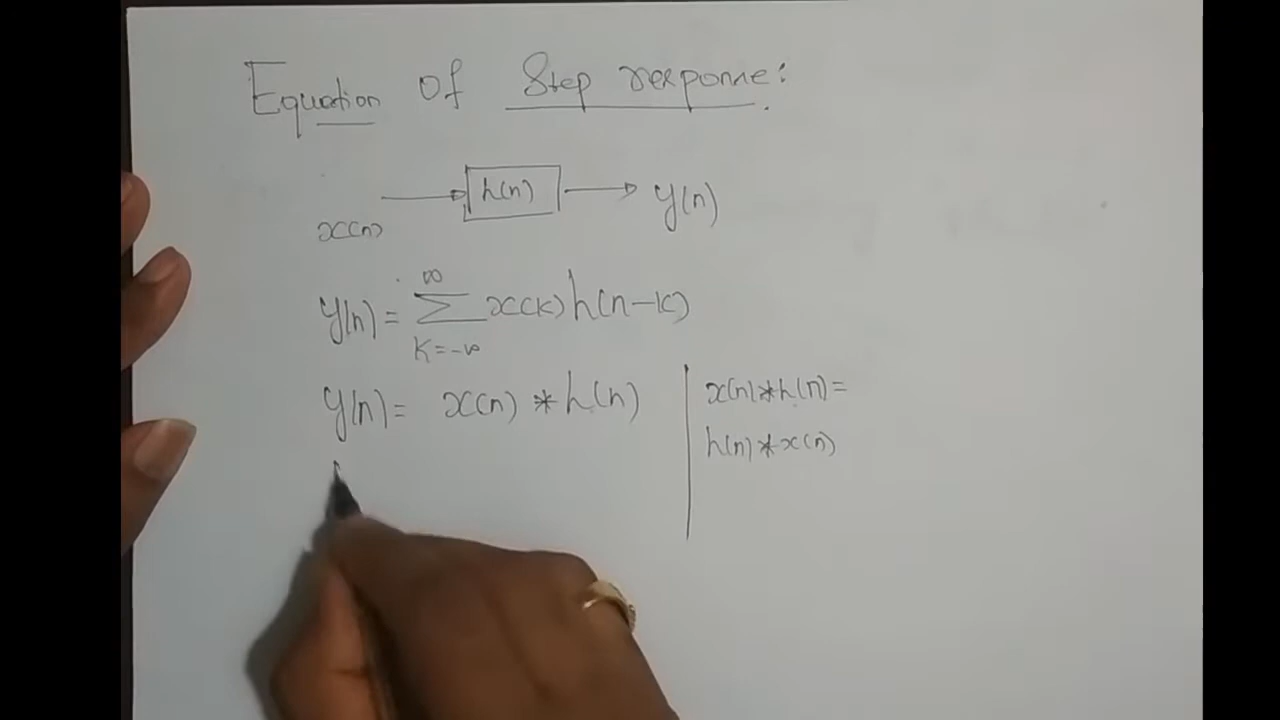 Equation Of Step response:
x(n) h(n) y(n)
∞
y(n) = Σ x(k) h(n-k)
K=-∞
y(n) = x(n) * h(n)
x(n)*h(n)=
h(n)*x(n)